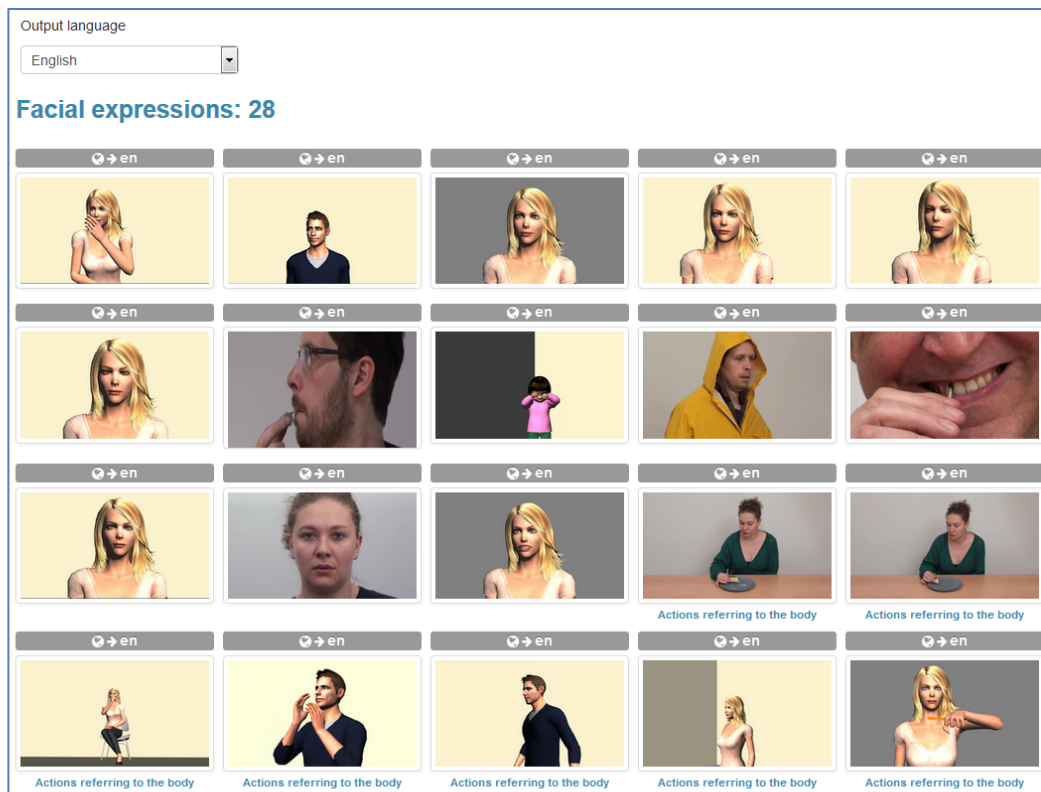 Output language
English
Facial expressions: 28
→ en → en → en → en → en
→ en → en → en → en → en
→ en → en → en → en → en
Actions referring to the body Actions referring to the body
→ en → en → en → en → en
Actions referring to the body Actions referring to the body Actions referring to the body Actions referring to the body Actions referring to the body